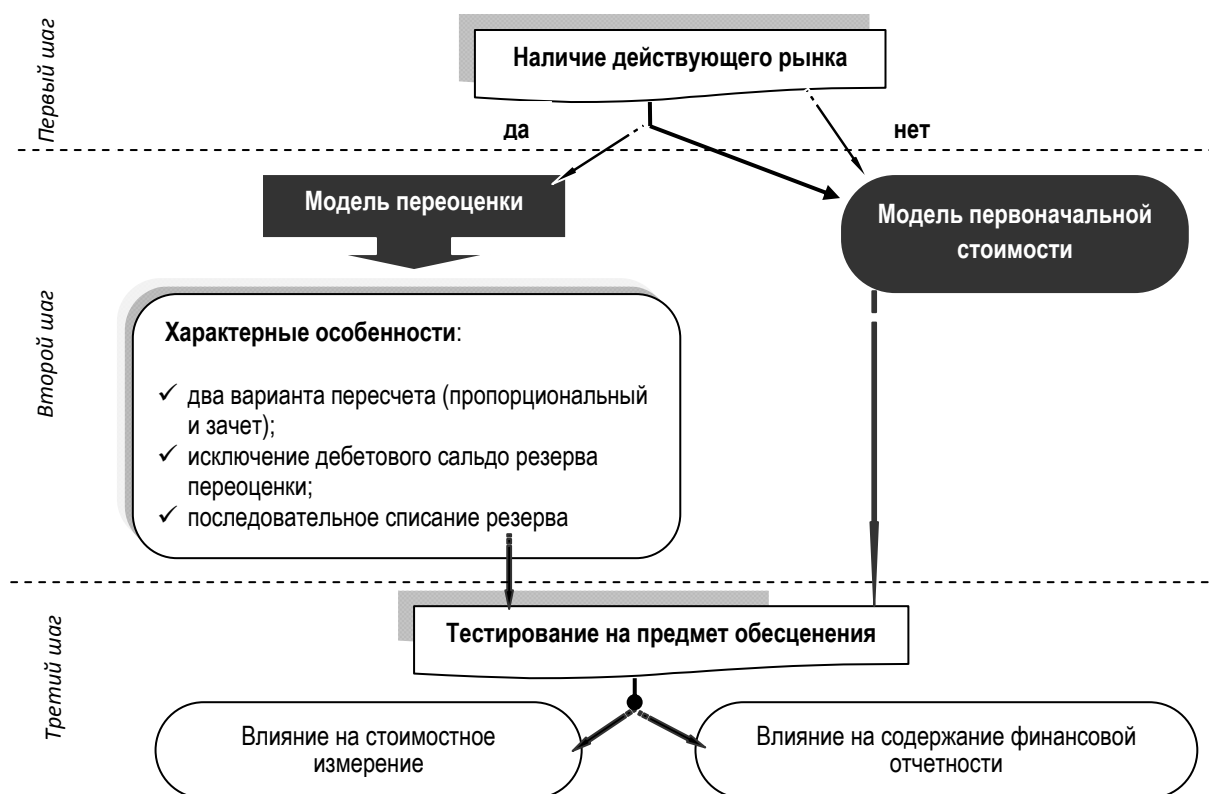 Первый шаг
Наличие действующего рынка
да
нет
Второй шаг
Модель переоценки
Модель первоначальной
стоимости
Характерные особенности:
✓ два варианта пересчета (пропорциональный
и зачет);
✓ исключение дебетового сальдо резерва
переоценки;
✓ последовательное списание резерва
Третий шаг
Тестирование на предмет обесценения
Влияние на стоимостное
измерение
Влияние на содержание финансовой
отчетности